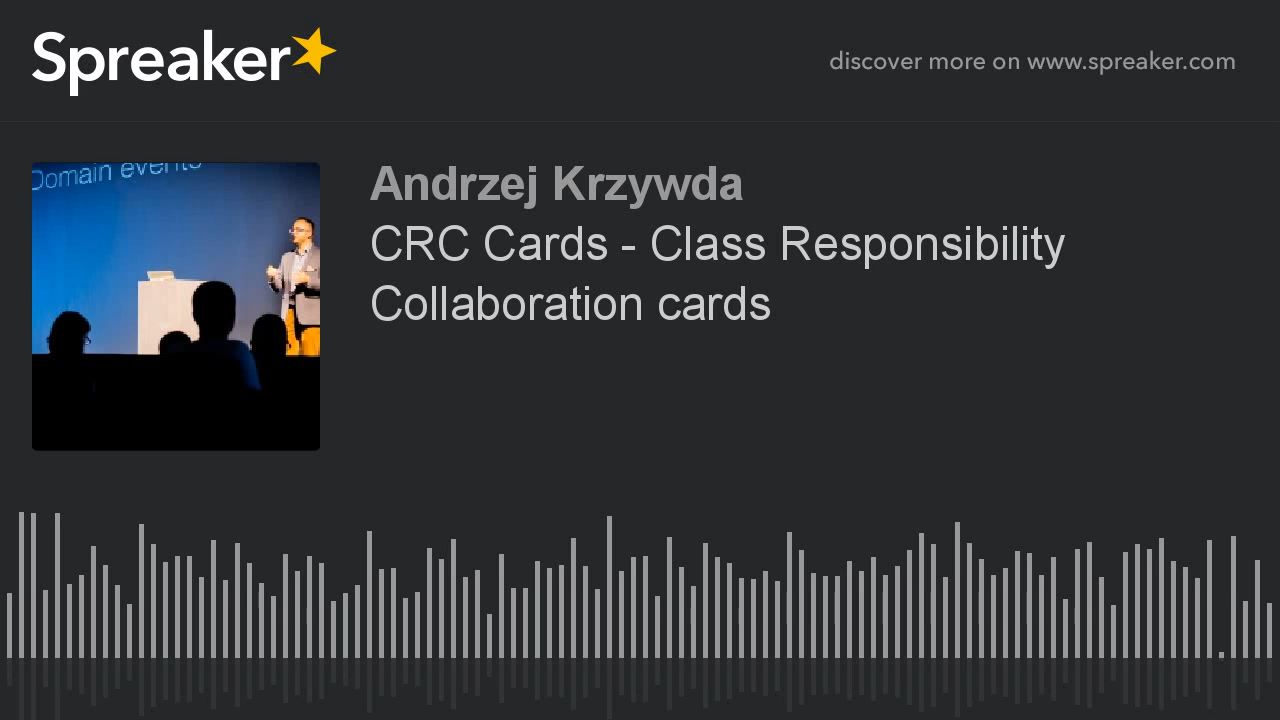 Spreaker
discover more on www.spreaker.com
Domain events
Andrzej Krzywda
CRC Cards - Class Responsibility
Collaboration cards